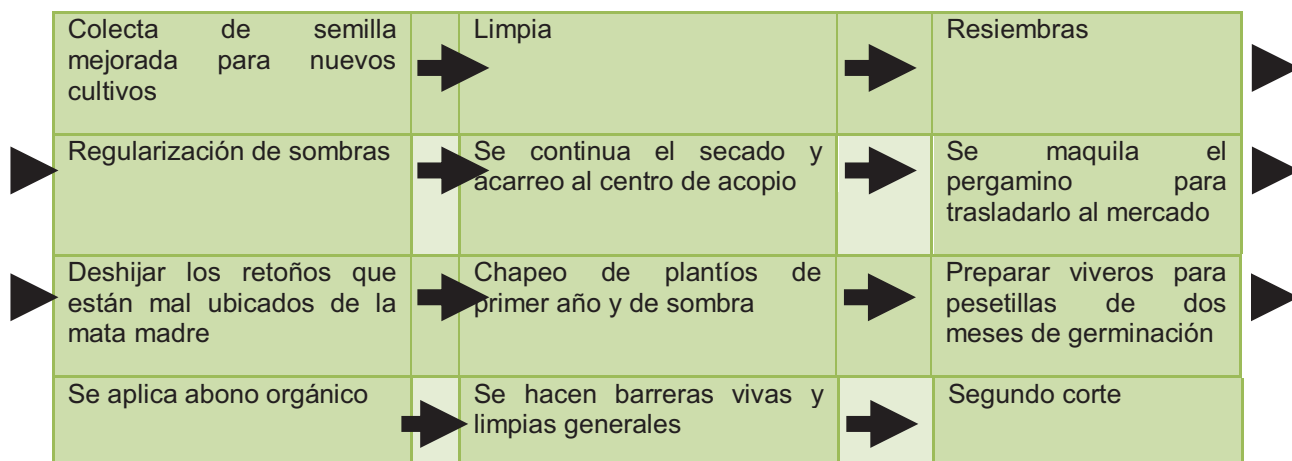 Colecta de semilla
mejorada para nuevos
cultivos
Limpia
Resiembras
Regularización de sombras
Se continua el secado y
acarreo al centro de acopio
Se maquila el
pergamino para
trasladarlo al mercado
Deshijar los retoños que
están mal ubicados de la
mata madre
Chapeo de plantíos de
primer año y de sombra
Preparar viveros para
pesetillas de dos
meses de germinación
Se aplica abono orgánico
Se hacen barreras vivas y
limpias generales
Segundo corte